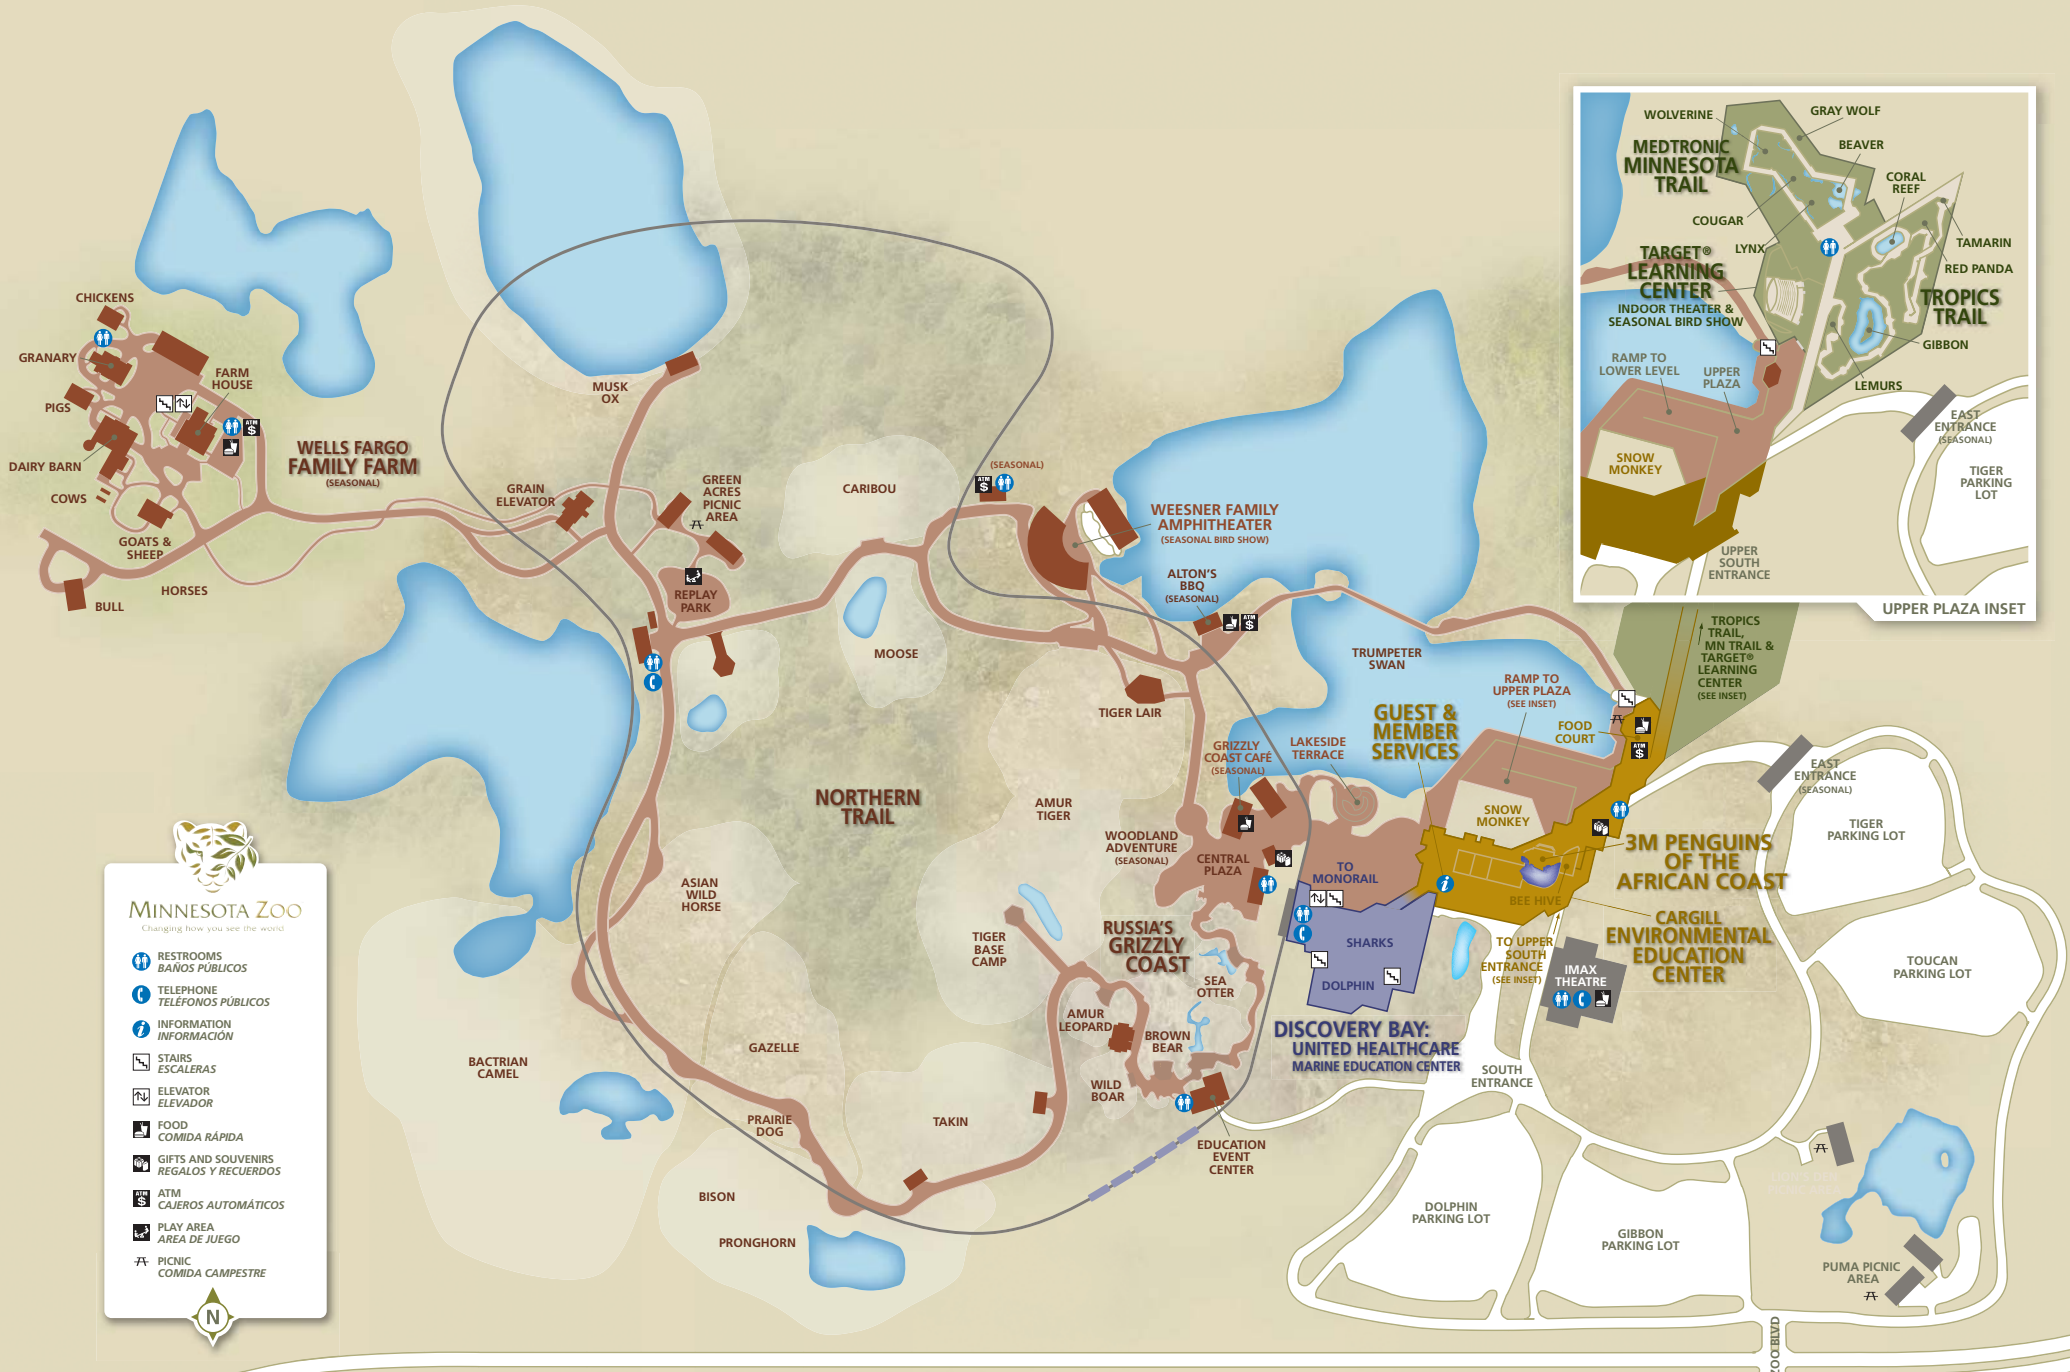 CHICKENS
GRANARY
FARM
HOUSE
PIGS
DAIRY BARN
COWS
GOATS &
SHEEP
HORSES
BULL
WELLS FARGO
FAMILY FARM
(SEASONAL)
MUSK
OX
GRAIN
ELEVATOR
GREEN
ACRES
PICNIC
AREA
REPLAY
PARK
CARIBOU
MOOSE
(SEASONAL)
ATM
$
WEESNER FAMILY
AMPHITHEATER
(SEASONAL BIRD SHOW)
ALTON'S
BBQ
(SEASONAL)
TRUMPETER
SWAN
TIGER LAIR
NORTHERN
TRAIL
AMUR
TIGER
WOODLAND
ADVENTURE
(SEASONAL)
GRIZZLY
COAST CAFÉ
(SEASONAL)
LAKESIDE
TERRACE
CENTRAL
PLAZA
RAMP TO
UPPER PLAZA
(SEE INSET)
GUEST &
MEMBER
SERVICES
FOOD
COURT
SNOW
MONKEY
TO
MONORAIL
SHARKS
DOLPHIN
DISCOVERY BAY:
UNITED HEALTHCARE
MARINE EDUCATION CENTER
3M PENGUINS
OF THE
AFRICAN COAST
BEE HIVE
CARGILL
ENVIRONMENTAL
EDUCATION
CENTER
TO UPPER
SOUTH
ENTRANCE
(SEE INSET)
IMAX
THEATRE
SOUTH
ENTRANCE
RUSSIA'S
GRIZZLY
COAST
TIGER
BASE
CAMP
SEA
OTTER
AMUR
LEOPARD
BROWN
BEAR
WILD
BOAR
EDUCATION
EVENT
CENTER
ASIAN
WILD
HORSE
GAZELLE
BACTRIAN
CAMEL
PRAIRIE
DOG
TAKIN
BISON
PRONGHORN
TROPICS
TRAIL,
MN TRAIL &
TARGET®
LEARNING
CENTER
(SEE INSET)
EAST
ENTRANCE
(SEASONAL)
TIGER
PARKING LOT
TOUCAN
PARKING LOT
DOLPHIN
PARKING LOT
GIBBON
PARKING LOT
PUMA PICNIC
AREA
ZOO BLVD
WOLVERINE
GRAY WOLF
MEDTRONIC
MINNESOTA
TRAIL
BEAVER
CORAL
REEF
COUGAR
LYNX
TAMARIN
RED PANDA
TARGET®
LEARNING
CENTER
INDOOR THEATER &
SEASONAL BIRD SHOW
TROPICS
TRAIL
GIBBON
LEMURS
RAMP TO
LOWER LEVEL
UPPER
PLAZA
SNOW
MONKEY
EAST
ENTRANCE
(SEASONAL)
TIGER
PARKING
LOT
UPPER
SOUTH
ENTRANCE
UPPER PLAZA INSET
MINNESOTA ZOO
Changing how you see the world
RESTROOMS
BAÑOS PÚBLICOS
TELEPHONE
TELÉFONOS PÚBLICOS
INFORMATION
INFORMACIÓN
STAIRS
ESCALERAS
ELEVATOR
ELEVADOR
FOOD
COMIDA RÁPIDA
GIFTS AND SOUVENIRS
REGALOS Y RECUERDOS
ATM
CAJEROS AUTOMÁTICOS
PLAY AREA
AREA DE JUEGO
PICNIC
COMIDA CAMPESTRE
N